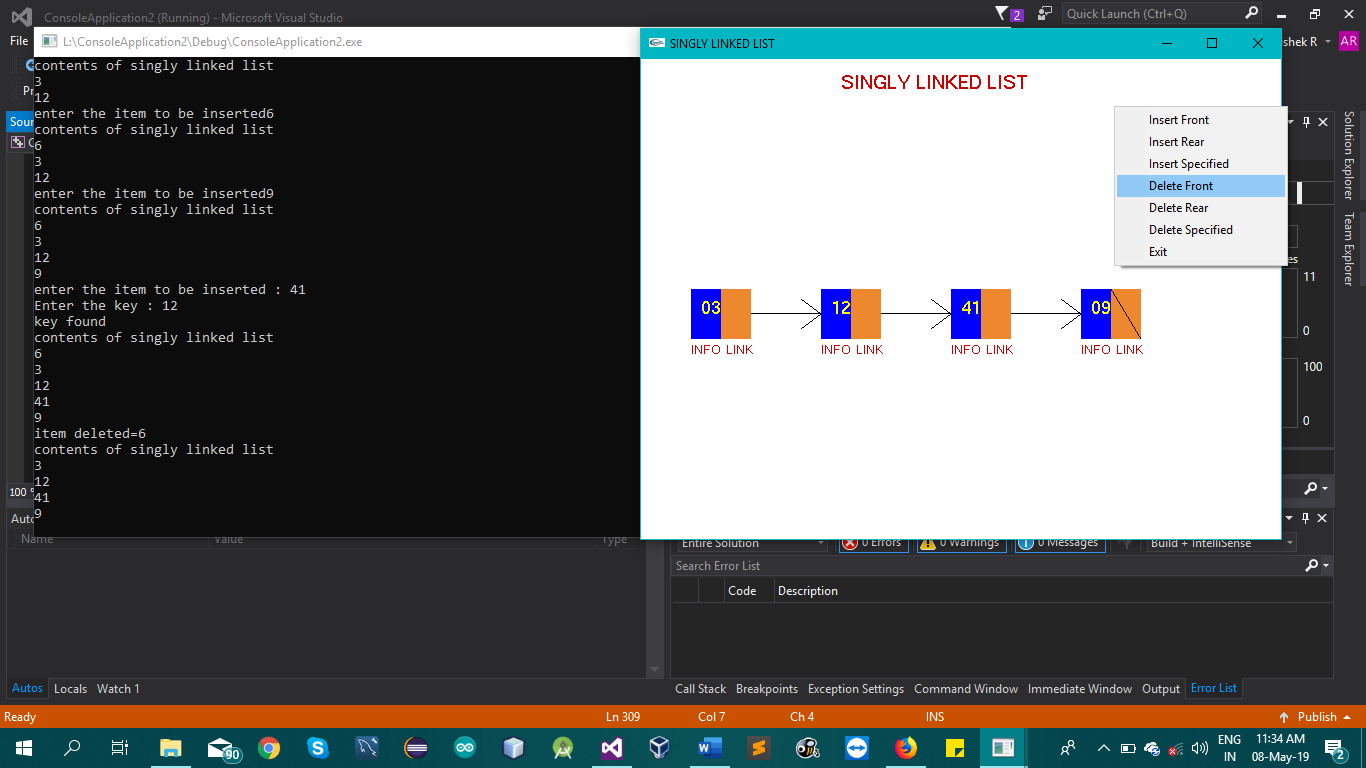 ConsoleApplication2 (Running) - Microsoft Visual Studio
2
Quick Launch (Ctrl+Q)
File
shek R
AR
L:\ConsoleApplication2\Debug\ConsoleApplication2.exe
contents of singly linked list
3
12
enter the item to be inserted6
contents of singly linked list
6
3
12
enter the item to be inserted9
contents of singly linked list
6
3
12
9
enter the item to be inserted : 41
Enter the key : 12
key found
contents of singly linked list
6
3
12
41
9
item deleted=6
contents of singly linked list
3
12
41
9
SINGLY LINKED LIST
SINGLY LINKED LIST
Insert Front
Insert Rear
Insert Specified
Delete Front
Delete Rear
Delete Specified
Exit
03 12 41 09
INFO LINK INFO LINK INFO LINK INFO LINK
Solution Explorer
Team Explorer
es
11
0
100
0
Pr
Sour
100 %
Auto
Name Value Type
Entire Solution
0 Errors
0 Warnings
0 Messages
Build + IntelliSense
Search Error List
Code Description
Autos Locals Watch 1
Call Stack Breakpoints Exception Settings Command Window Immediate Window Output Error List
Ready Ln 309 Col 7 Ch 4 INS Publish
90
ENG
IN
11:34 AM
08-May-19
2